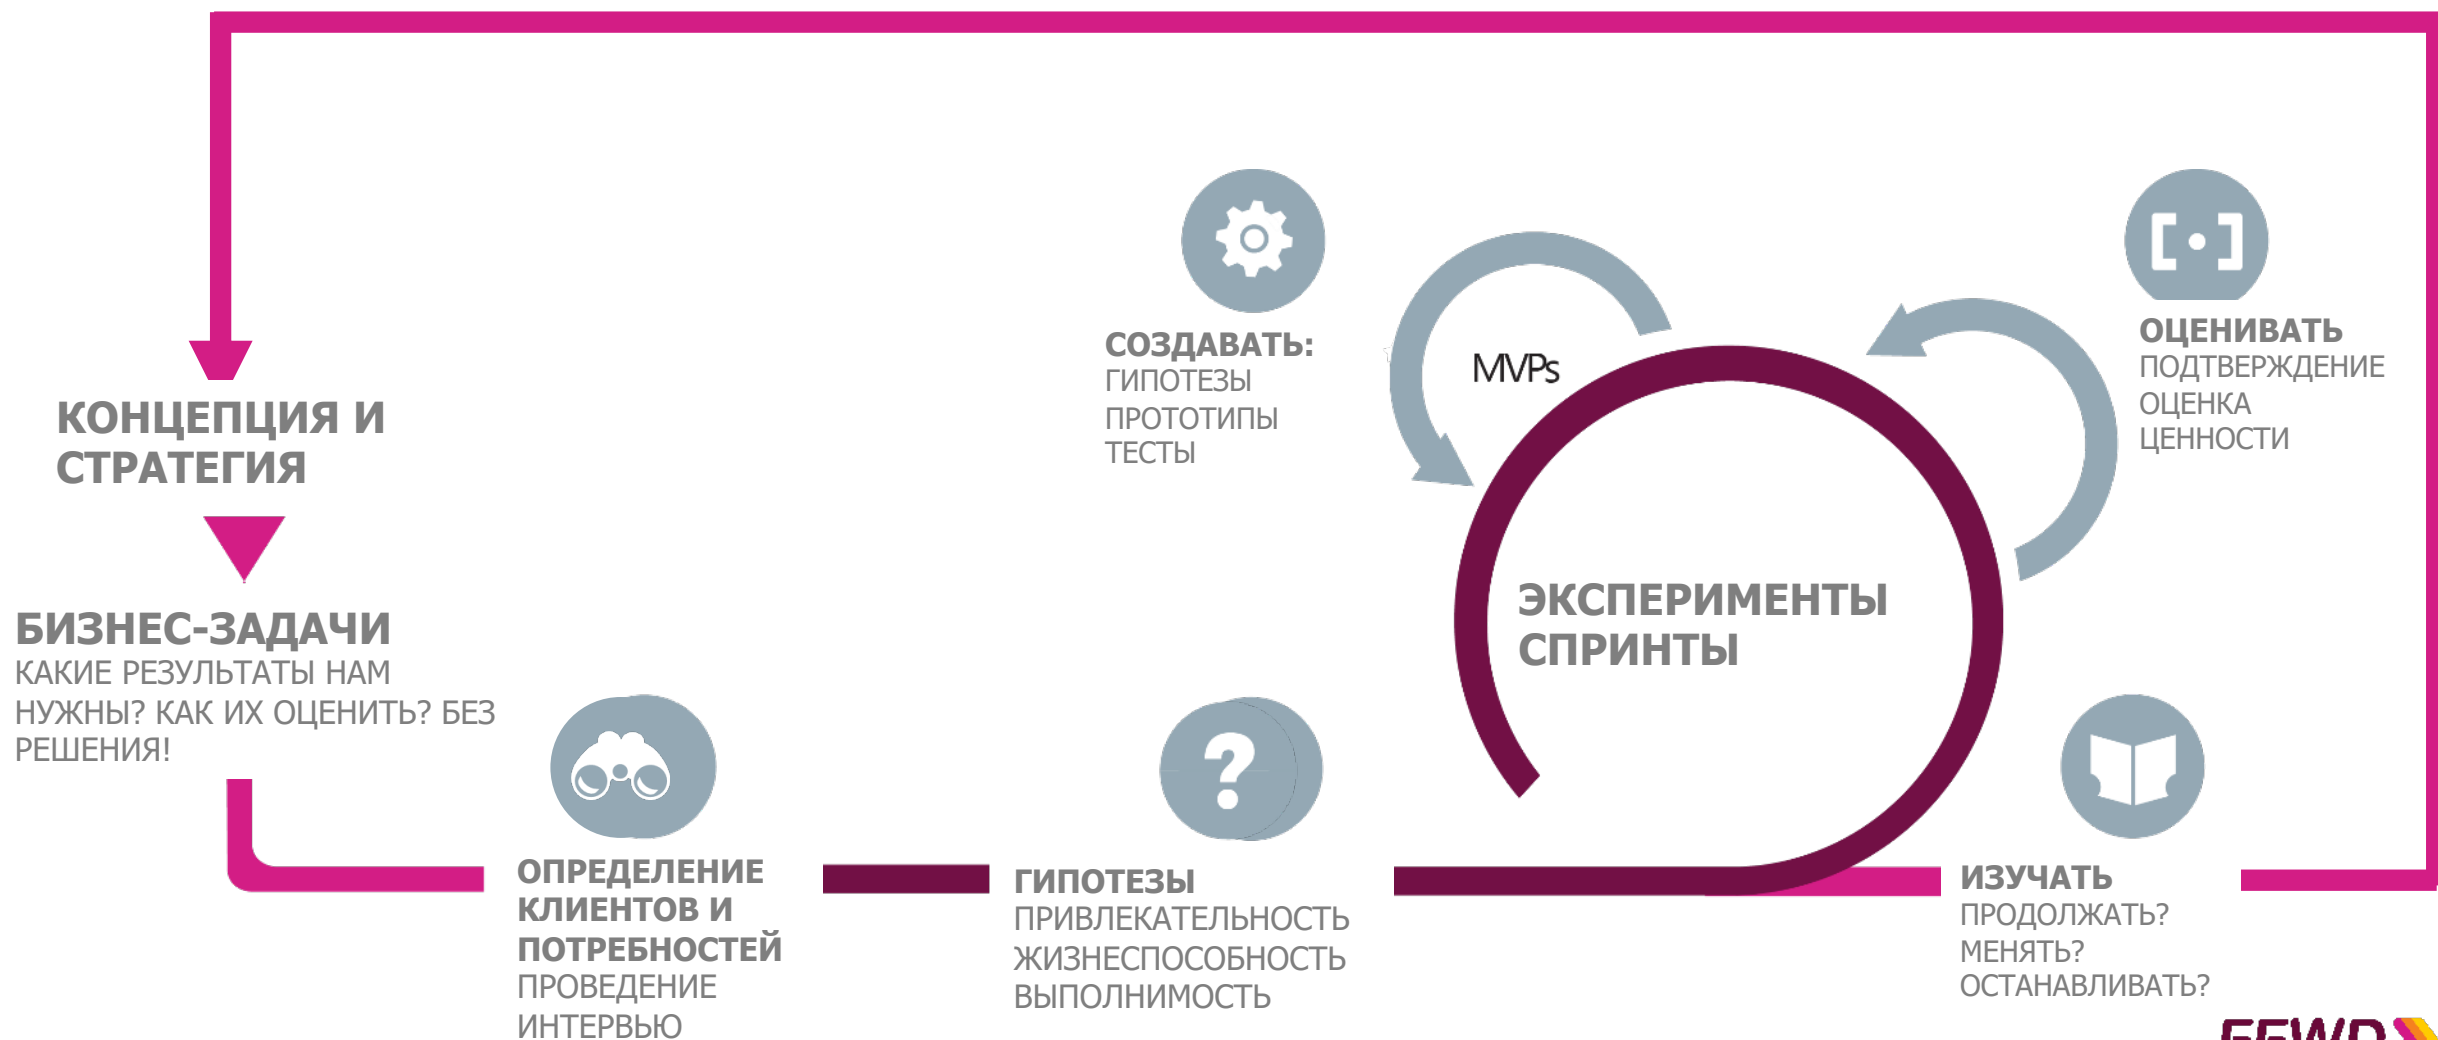 КОНЦЕПЦИЯ И
СТРАТЕГИЯ
БИЗНЕС-ЗАДАЧИ
КАКИЕ РЕЗУЛЬТАТЫ НАМ
НУЖНЫ? КАК ИХ ОЦЕНИТЬ? БЕЗ
РЕШЕНИЯ!
ОПРЕДЕЛЕНИЕ
КЛИЕНТОВ И
ПОТРЕБНОСТЕЙ
ПРОВЕДЕНИЕ
ИНТЕРВЬЮ
ГИПОТЕЗЫ
ПРИВЛЕКАТЕЛЬНОСТЬ
ЖИЗНЕСПОСОБНОСТЬ
ВЫПОЛНИМОСТЬ
СОЗДАВАТЬ:
ГИПОТЕЗЫ
ПРОТОТИПЫ
ТЕСТЫ
MVPs
ЭКСПЕРИМЕНТЫ
СПРИНТЫ
ОЦЕНИВАТЬ
ПОДТВЕРЖДЕНИЕ
ОЦЕНКА
ЦЕННОСТИ
ИЗУЧАТЬ
ПРОДОЛЖАТЬ?
МЕНЯТЬ?
ОСТАНАВЛИВАТЬ?